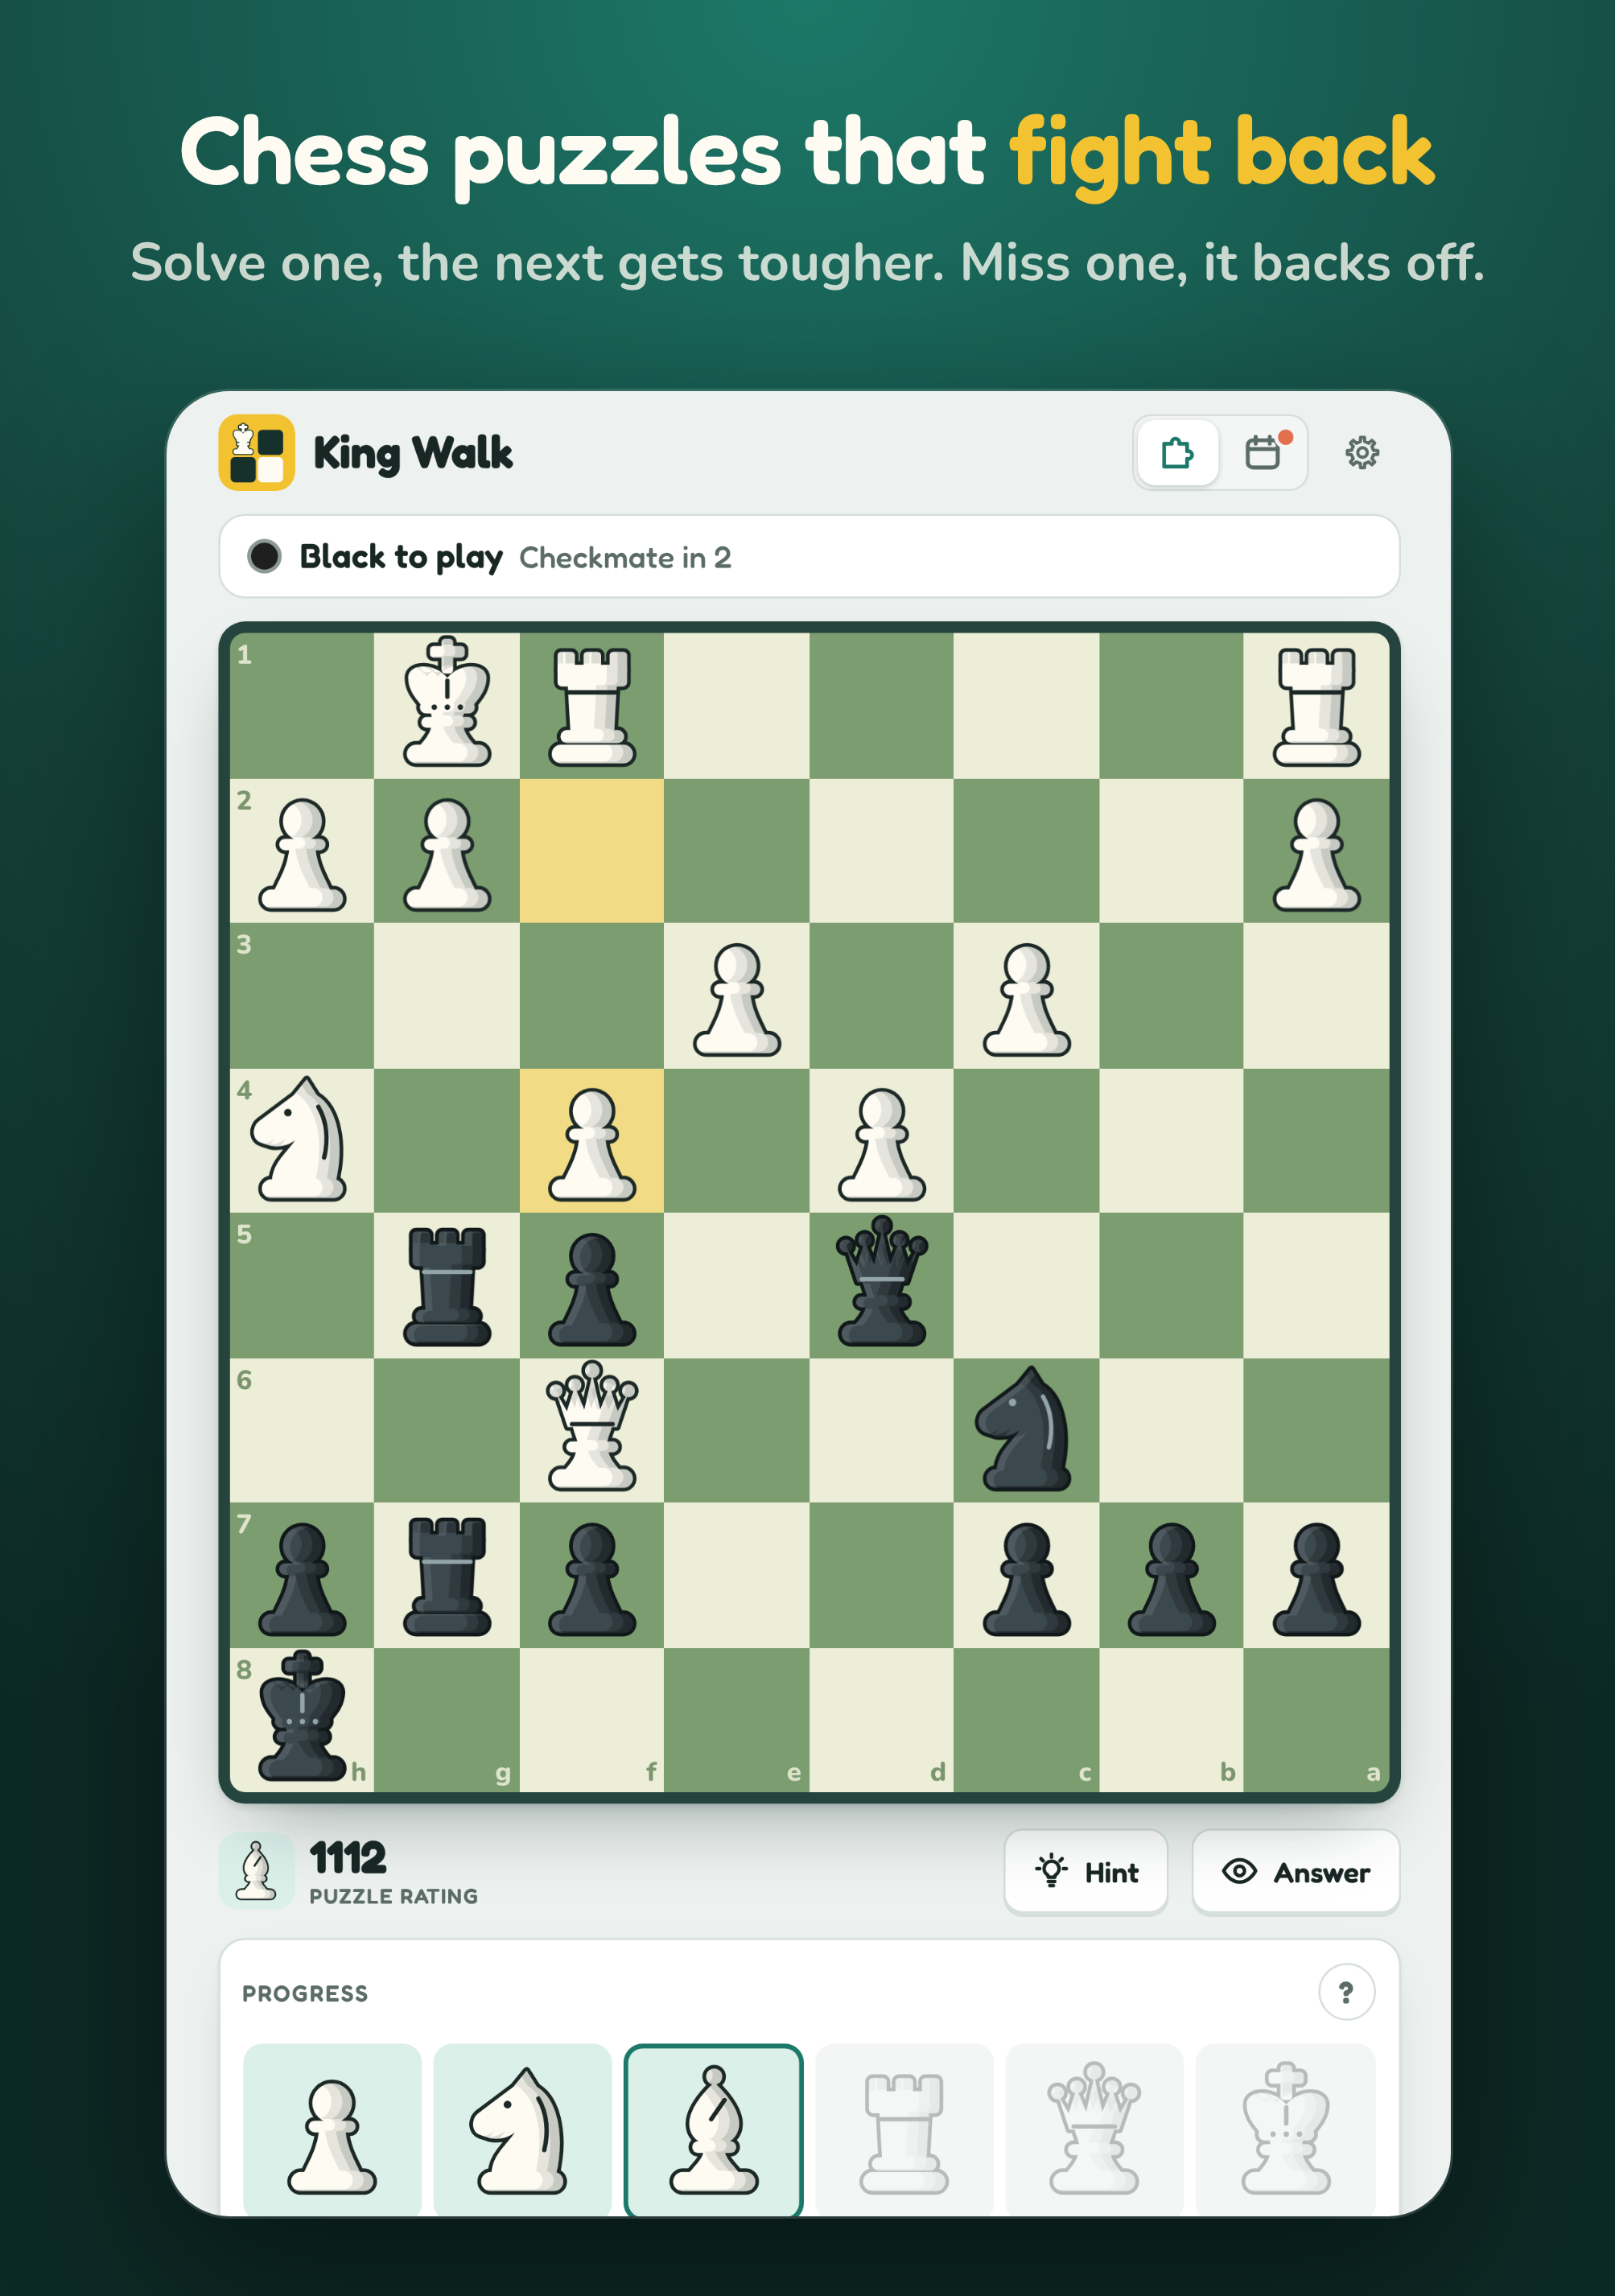 Chess puzzles that fight back
Solve one, the next gets tougher. Miss one, it backs off.
King Walk
Black to play Checkmate in 2
1
2
3
4
5
6
7
8
h g f e d c b a
1112
PUZZLE RATING
Hint
Answer
PROGRESS
?